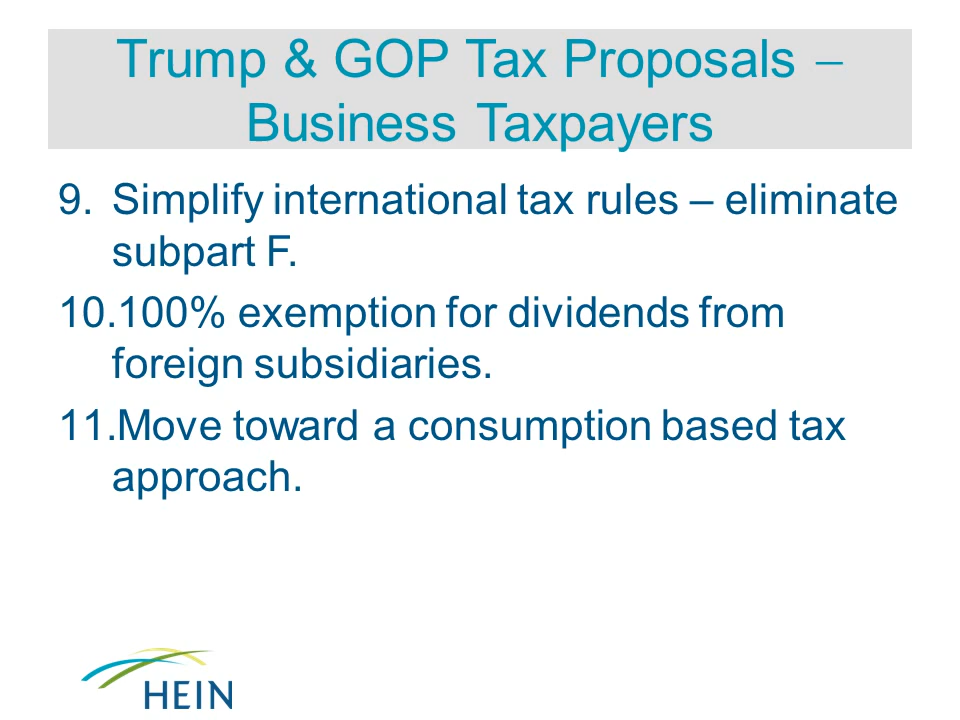 Trump & GOP Tax Proposals –
Business Taxpayers
9. Simplify international tax rules – eliminate
subpart F.
10.100% exemption for dividends from
foreign subsidiaries.
11.Move toward a consumption based tax
approach.
HEIN